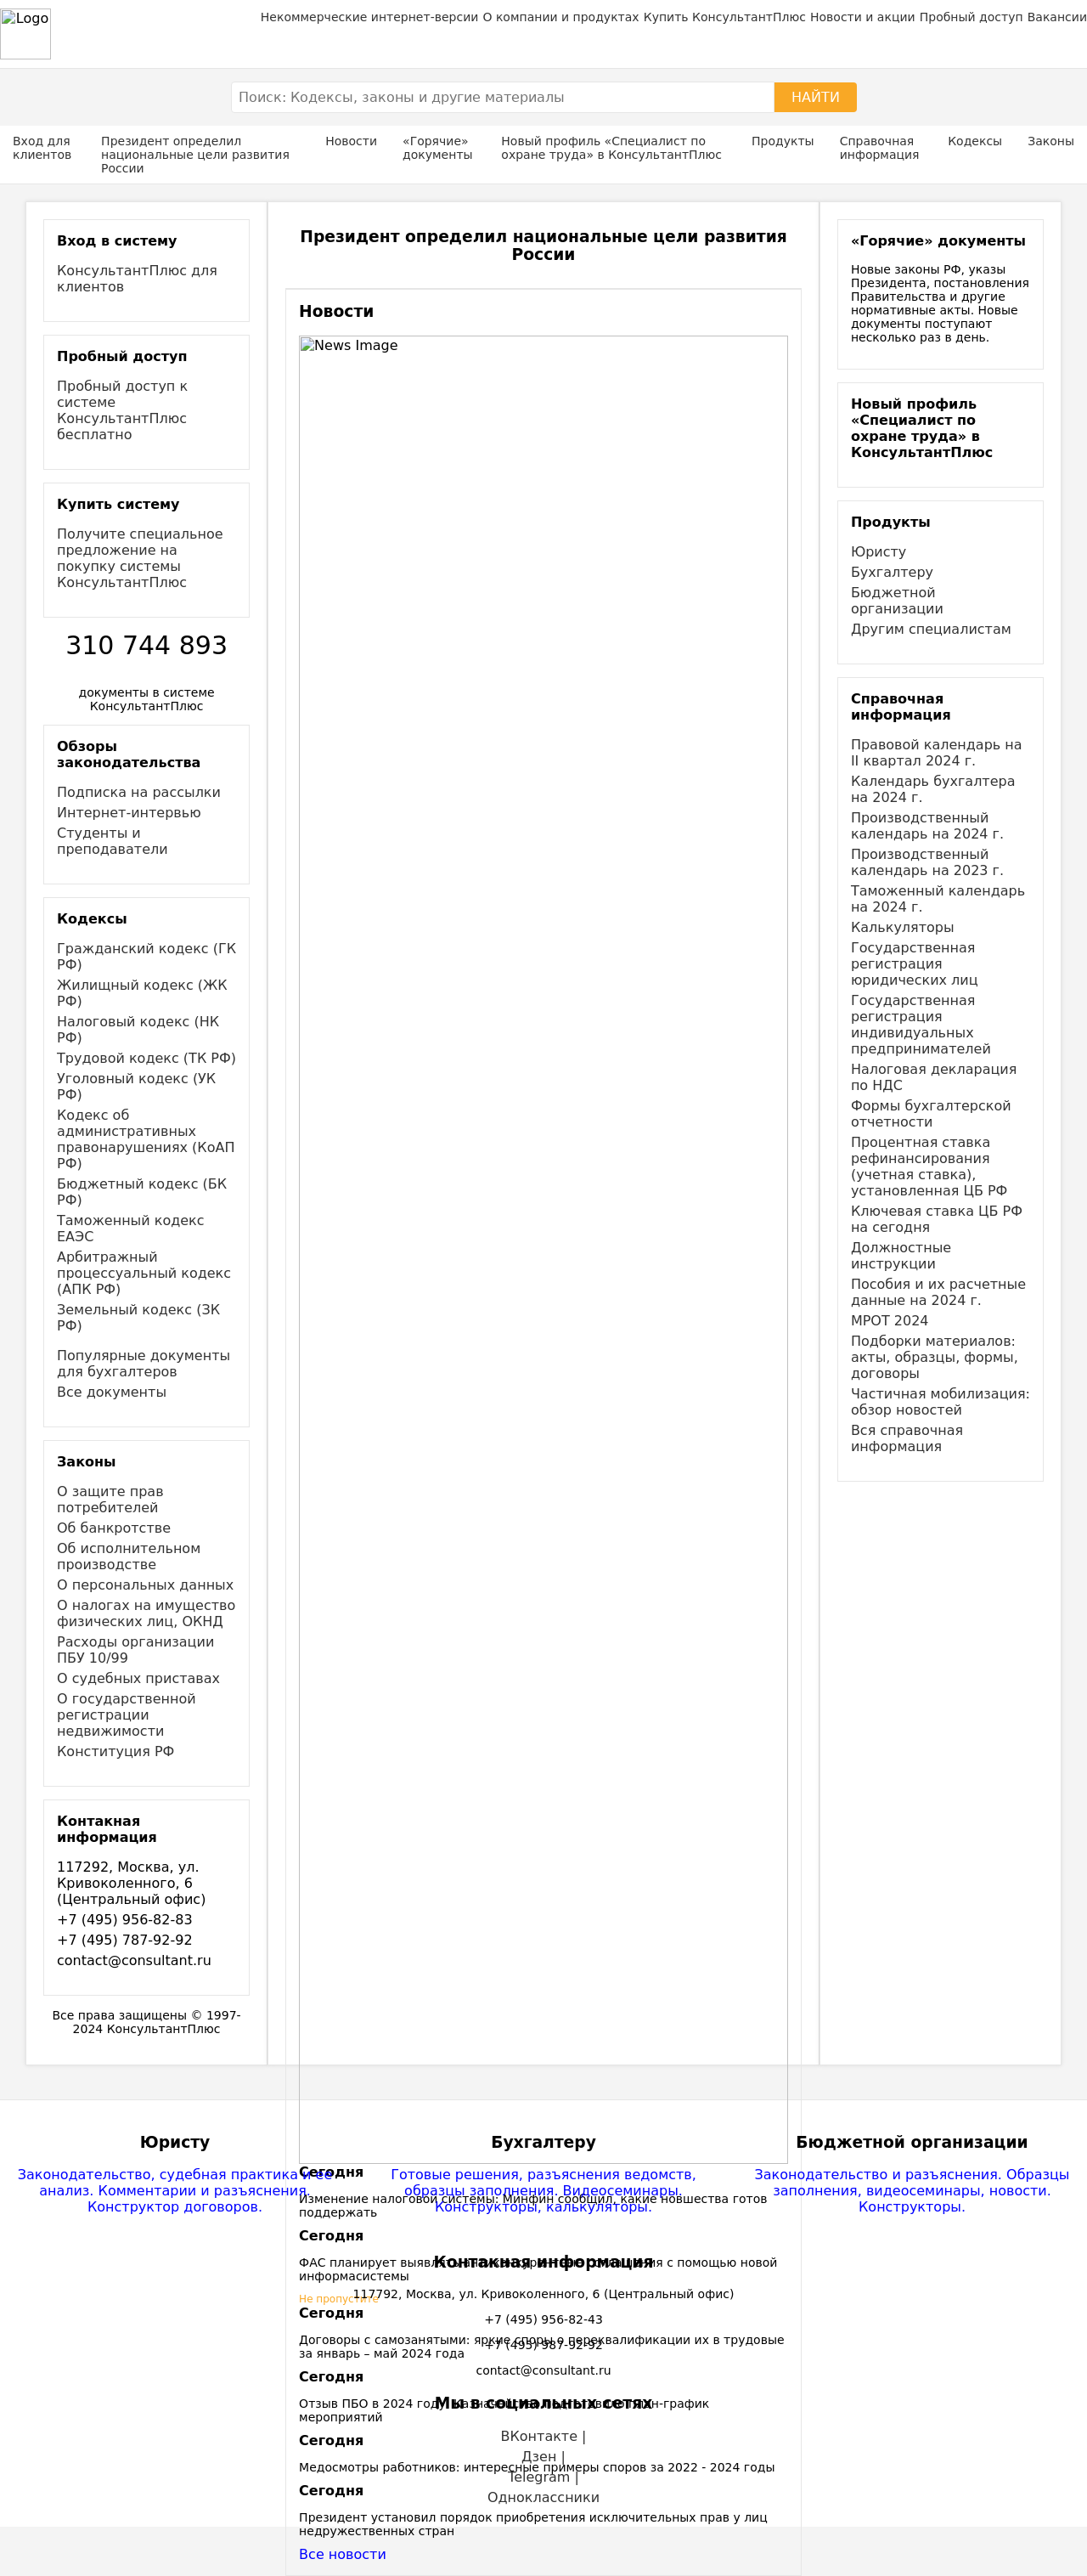 Logo
Некоммерческие интернет-версии О компании и продуктах Купить КонсультантПлюс Новости и акции Пробный доступ Вакансии
Поиск: Кодексы, законы и другие материалы
НАЙТИ
Вход для
клиентов
Президент определил
национальные цели развития
России
Новости
«Горячие»
документы
Новый профиль «Специалист по
охране труда» в КонсультантПлюс
Продукты
Справочная
информация
Кодексы
Законы
Вход в систему
КонсультантПлюс для
клиентов
Пробный доступ
Пробный доступ к
системе
КонсультантПлюс
бесплатно
Купить систему
Получите специальное
предложение на
покупку системы
КонсультантПлюс
310 744 893
документы в системе
КонсультантПлюс
Обзоры
законодательства
Подписка на рассылки
Интернет-интервью
Студенты и
преподаватели
Кодексы
Гражданский кодекс (ГК
РФ)
Жилищный кодекс (ЖК
РФ)
Налоговый кодекс (НК
РФ)
Трудовой кодекс (ТК РФ)
Уголовный кодекс (УК
РФ)
Кодекс об
административных
правонарушениях (КоАП
РФ)
Бюджетный кодекс (БК
РФ)
Таможенный кодекс
ЕАЭС
Арбитражный
процессуальный кодекс
(АПК РФ)
Земельный кодекс (ЗК
РФ)
Популярные документы
для бухгалтеров
Все документы
Законы
О защите прав
потребителей
Об банкротстве
Об исполнительном
производстве
О персональных данных
О налогах на имущество
физических лиц, ОКНД
Расходы организации
ПБУ 10/99
О судебных приставах
О государственной
регистрации
недвижимости
Конституция РФ
Контакная
информация
117292, Москва, ул.
Кривоколенного, 6
(Центральный офис)
+7 (495) 956-82-83
+7 (495) 787-92-92
contact@consultant.ru
Все права защищены © 1997-
2024 КонсультантПлюс
Президент определил национальные цели развития
России
Новости
News Image
«Горячие» документы
Новые законы РФ, указы
Президента, постановления
Правительства и другие
нормативные акты. Новые
документы поступают
несколько раз в день.
Новый профиль
«Специалист по
охране труда» в
КонсультантПлюс
Продукты
Юристу
Бухгалтеру
Бюджетной
организации
Другим специалистам
Справочная
информация
Правовой календарь на
II квартал 2024 г.
Календарь бухгалтера
на 2024 г.
Производственный
календарь на 2024 г.
Производственный
календарь на 2023 г.
Таможенный календарь
на 2024 г.
Калькуляторы
Государственная
регистрация
юридических лиц
Государственная
регистрация
индивидуальных
предпринимателей
Налоговая декларация
по НДС
Формы бухгалтерской
отчетности
Процентная ставка
рефинансирования
(учетная ставка),
установленная ЦБ РФ
Ключевая ставка ЦБ РФ
на сегодня
Должностные
инструкции
Пособия и их расчетные
данные на 2024 г.
МРОТ 2024
Подборки материалов:
акты, образцы, формы,
договоры
Частичная мобилизация:
обзор новостей
Вся справочная
информация
Юристу
Законодательство, судебная практика и ее
анализ. Комментарии и разъяснения.
Конструктор договоров.
Бухгалтеру
Готовые решения, разъяснения ведомств,
образцы заполнения. Видеосеминары.
Конструкторы, калькуляторы.
Бюджетной организации
Законодательство и разъяснения. Образцы
заполнения, видеосеминары, новости.
Конструкторы.
Сегодня
Изменение налоговой системы: Минфин сообщил, какие новшества готов
поддержать
Сегодня
ФАС планирует выявлять антиконкурентные соглашения с помощью новой
информасистемы
Не пропустите
Сегодня
Договоры с самозанятыми: яркие споры о переквалификации их в трудовые
за январь – май 2024 года
Сегодня
Отзыв ПБО в 2024 году: Казначейство подготовило план-график
мероприятий
Сегодня
Медосмотры работников: интересные примеры споров за 2022 - 2024 годы
Сегодня
Президент установил порядок приобретения исключительных прав у лиц
недружественных стран
Все новости
Контакная информация
117792, Москва, ул. Кривоколенного, 6 (Центральный офис)
+7 (495) 956-82-43
+7 (495) 987-92-92
contact@consultant.ru
Мы в социальных сетях
ВКонтакте |
Дзен |
Telegram |
Одноклассники